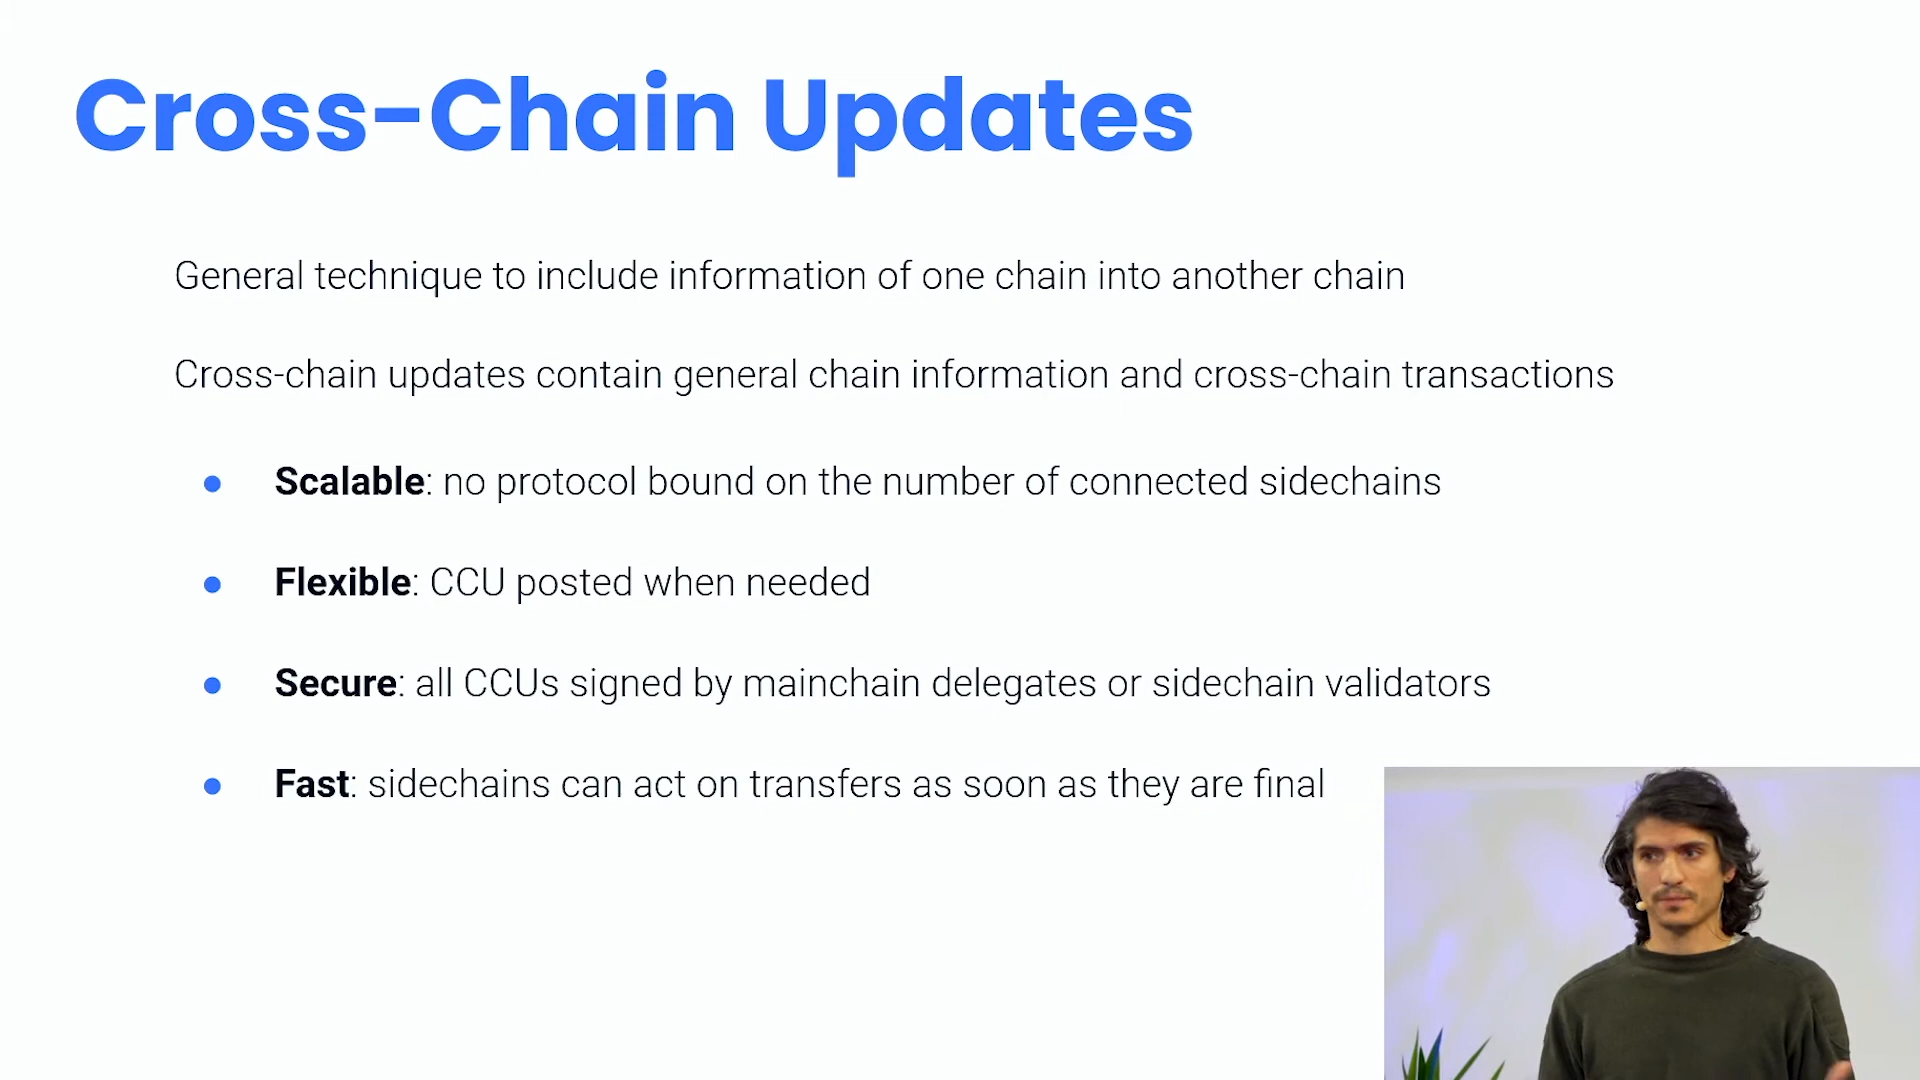 Cross-Chain Updates
General technique to include information of one chain into another chain
Cross-chain updates contain general chain information and cross-chain transactions
● Scalable: no protocol bound on the number of connected sidechains
● Flexible: CCU posted when needed
● Secure: all CCUs signed by mainchain delegates or sidechain validators
● Fast: sidechains can act on transfers as soon as they are final